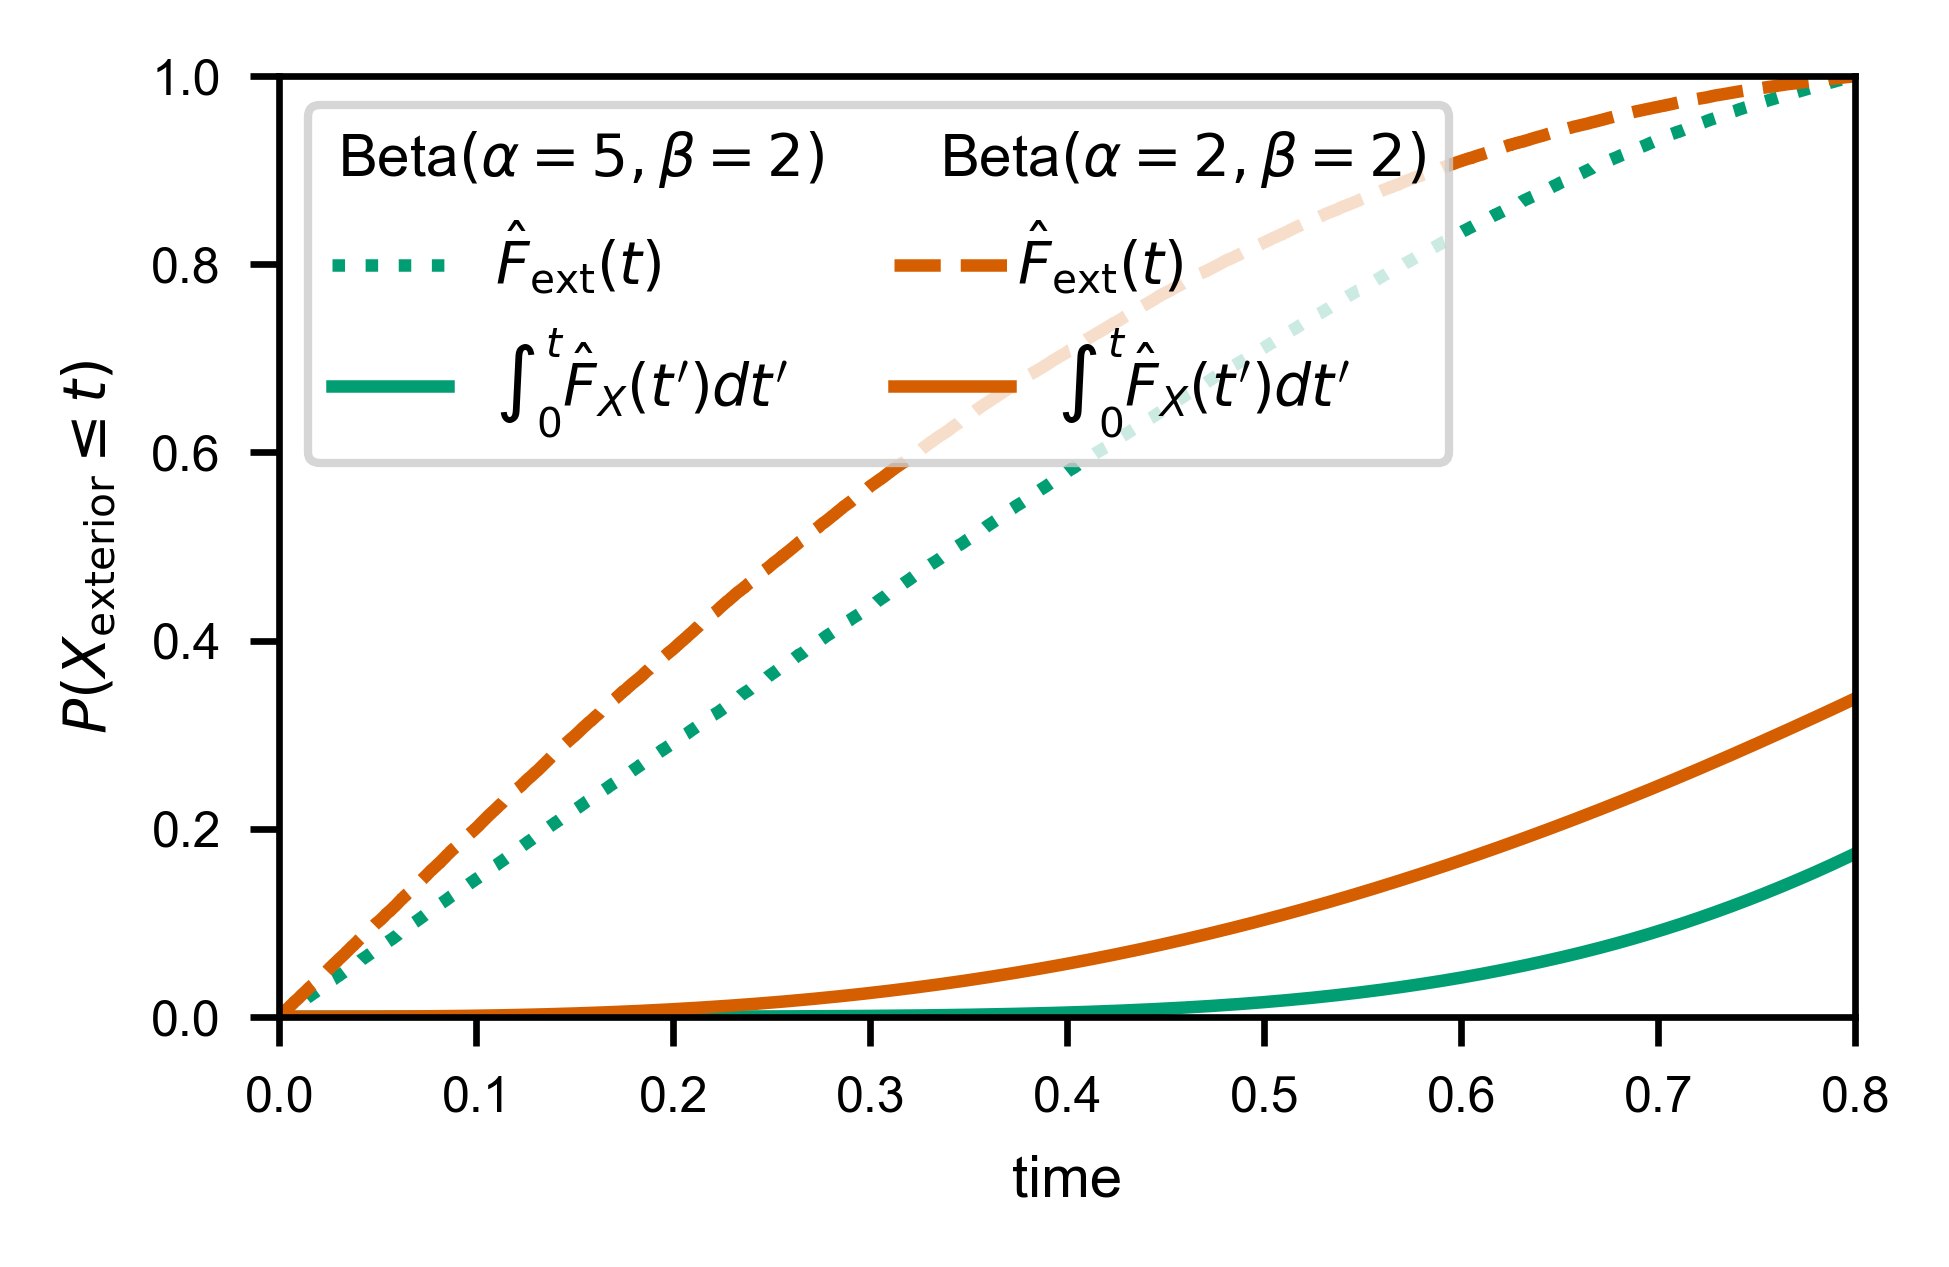 1.0
0.8
0.6
0.4
0.2
0.0
P(X_exterior ≤ t)
Beta(α = 5, β = 2)
F̂_ext(t)
∫_0^t F̂_X(t′)dt′
Beta(α = 2, β = 2)
F̂_ext(t)
∫_0^t F̂_X(t′)dt′
0.0 0.1 0.2 0.3 0.4 0.5 0.6 0.7 0.8
time